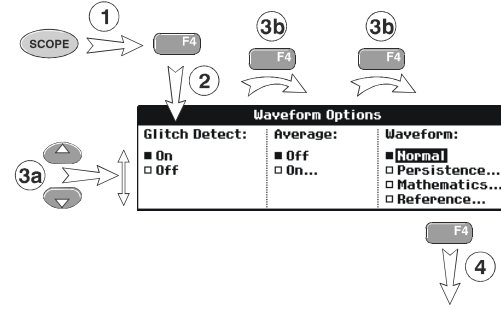 1
SCOPE
F4
2
3b
F4
3b
F4
Waveform Options
Glitch Detect:
On
Off
Average:
Off
On...
Waveform:
Normal
Persistence...
Mathematics...
Reference...
3a
F4
4